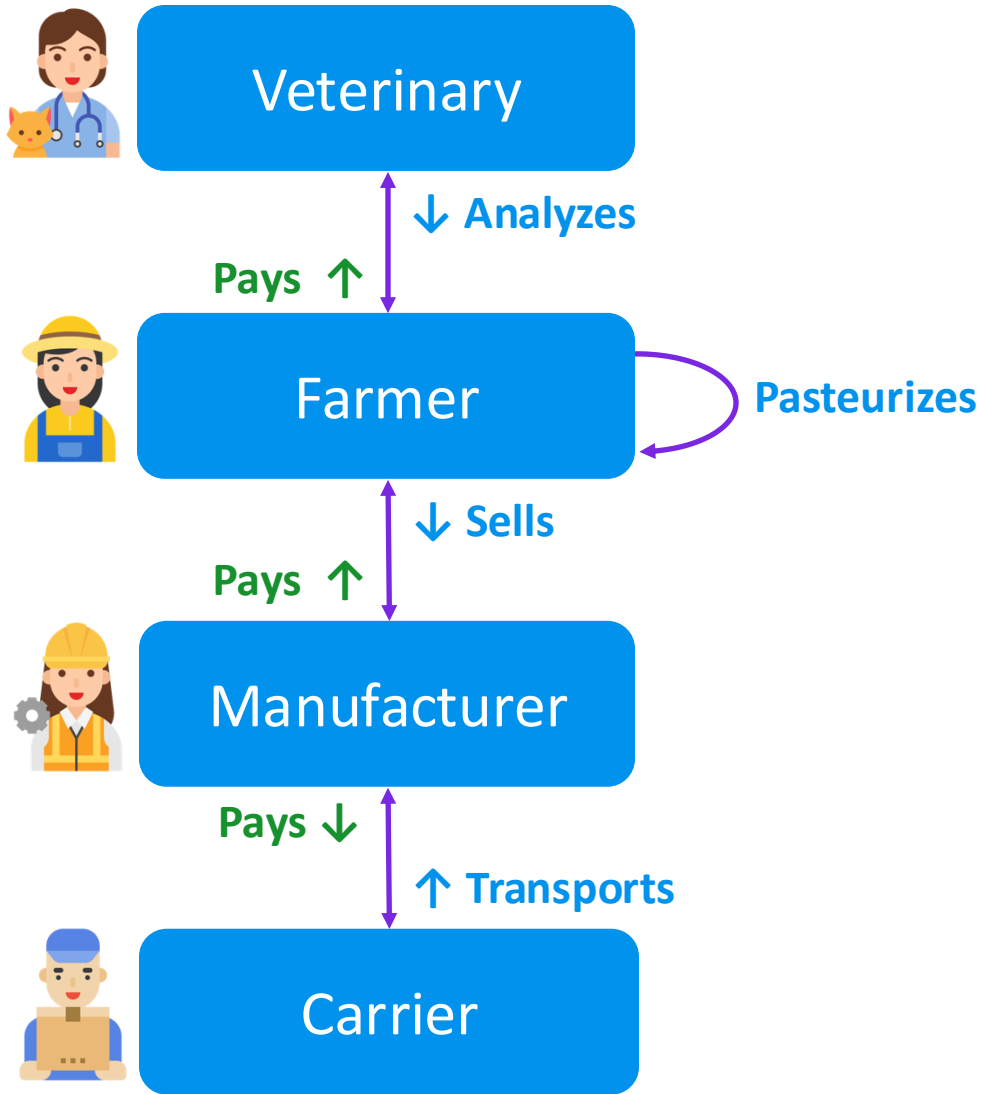 Veterinary
↓ Analyzes
Pays ↑
Farmer
Pasteurizes
↓ Sells
Pays ↑
Manufacturer
Pays ↓
↑ Transports
Carrier